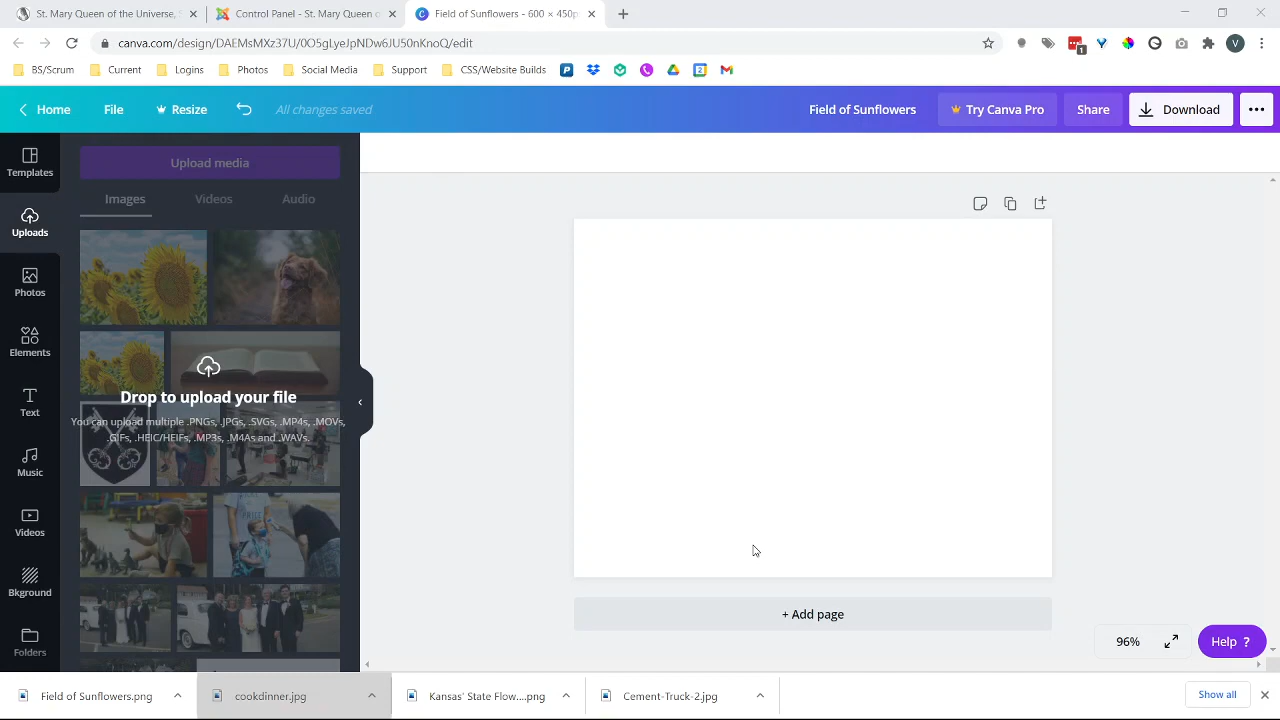 St. Mary Queen of the Universe,
Control Panel - St. Mary Queen o
Field of Sunflowers – 600 × 450p
canva.com/design/DAEMsMXz37U/0O5gLyeJpNDw6JU50nKnoQ/edit
1
V
BS/Scrum
Current
Logins
Photos
Social Media
Support
CSS/Website Builds
Home
File
Resize
All changes saved
Field of Sunflowers
Try Canva Pro
Share
Download
Templates
Uploads
Photos
Elements
Text
Music
Videos
Bkground
Folders
Upload media
Images
Videos
Audio
Drop to upload your file
You can upload multiple .PNGs, .JPGs, .SVGs, .MP4s, .MOVs,
.GIFs, .HEIC/HEIFs, .MP3s, .M4As and .WAVs.
+ Add page
96%
Help ?
Field of Sunflowers.png
cookdinner.jpg
Kansas' State Flow....png
Cement-Truck-2.jpg
Show all